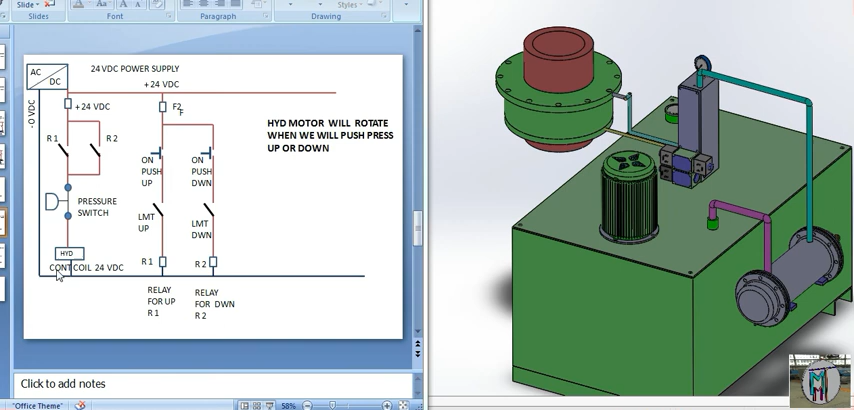 Slide
Styles
Slides
Font
Paragraph
Drawing
AC
DC
24 VDC POWER SUPPLY
+ 24 VDC
- 0 VDC
+ 24 VDC
F2
F
HYD MOTOR WILL ROTATE
WHEN WE WILL PUSH PRESS
UP OR DOWN
R 1
R 2
ON
PUSH
UP
ON
PUSH
DWN
PRESSURE
SWITCH
LMT
UP
LMT
DWN
HYD
CONT COIL 24 VDC
R 1
R 2
RELAY
FOR UP
R 1
RELAY
FOR DWN
R 2
Click to add notes
"Office Theme"
58%